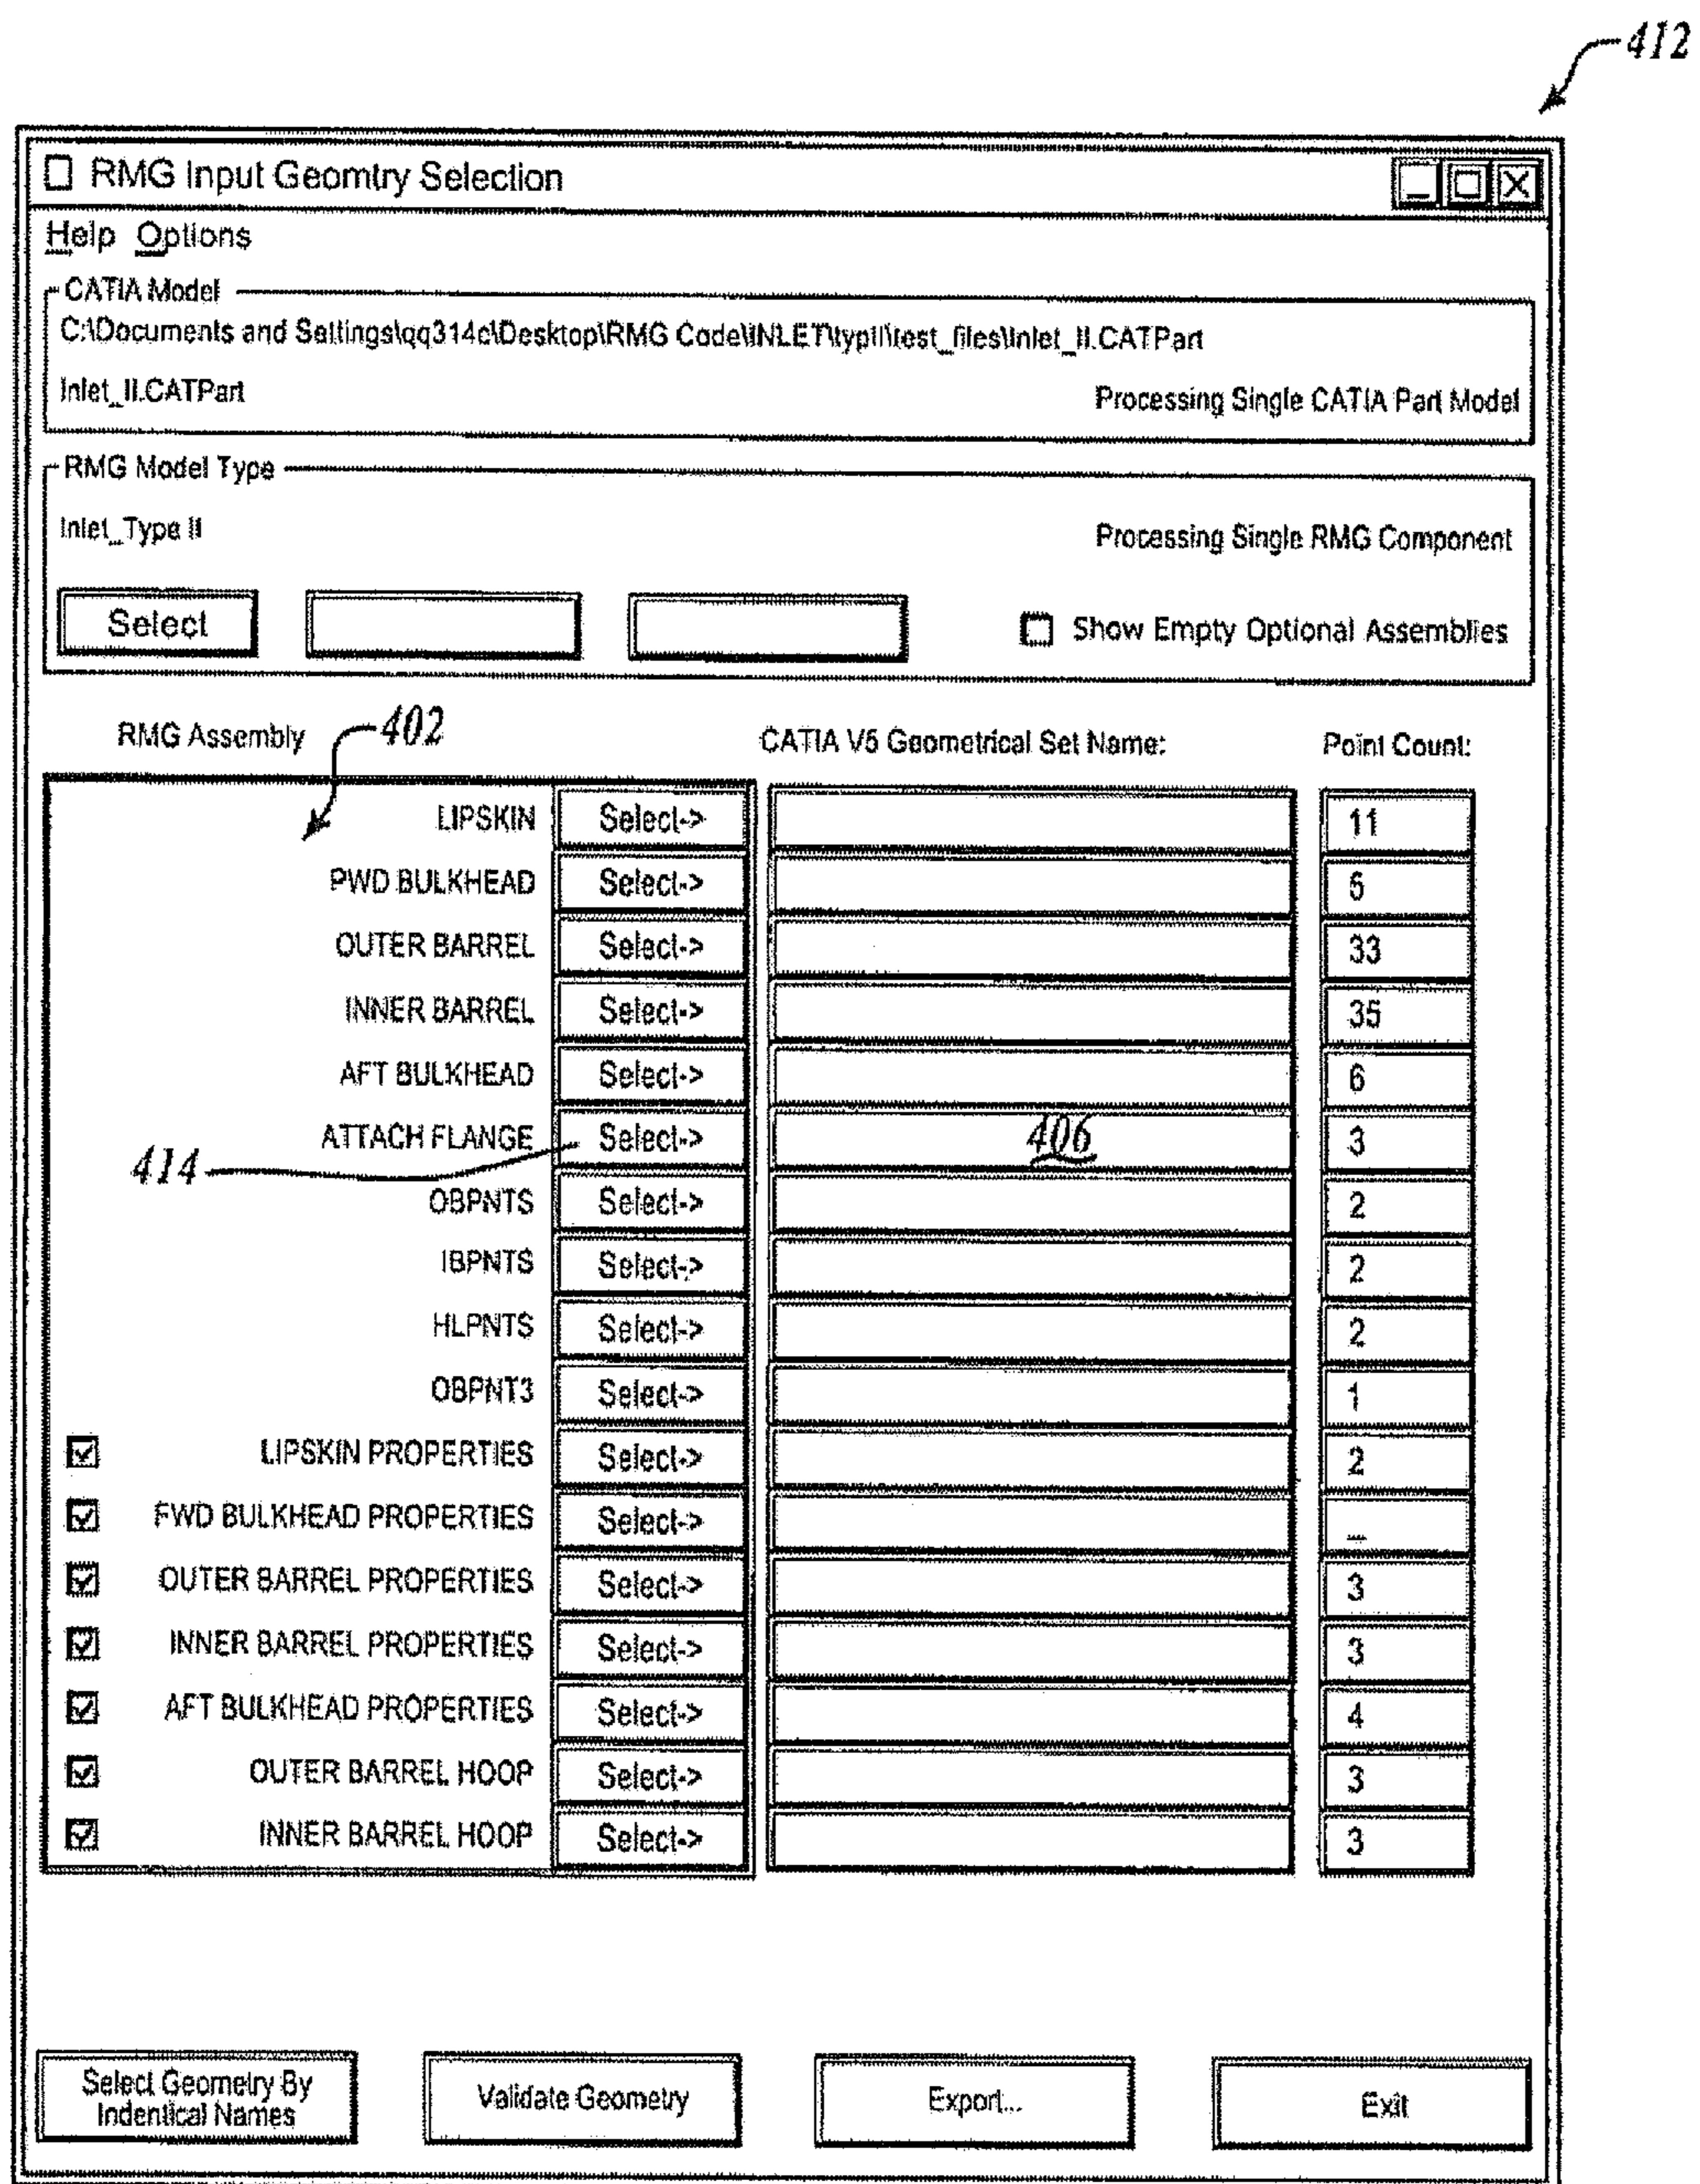 412
RMG Input Geomtry Selection
Help Options
CATIA Model
C:\Documents and Settings\qq314c\Desktop\RMG Code\INLET\typII\test_files\Inlet_II.CATPart
Inlet_II.CATPart Processing Single CATIA Part Model
RMG Model Type
Inlet_Type II Processing Single RMG Component
Select Show Empty Optional Assemblies
RMG Assembly 402 CATIA V5 Geometrical Set Name: Point Count:
LIPSKIN Select-> 11
PWD BULKHEAD Select-> 6
OUTER BARREL Select-> 33
INNER BARREL Select-> 35
AFT BULKHEAD Select-> 6
ATTACH FLANGE Select-> 406 3
414
OBPNTS Select-> 2
IBPNTS Select-> 2
HLPNTS Select-> 2
OBPNT3 Select-> 1
LIPSKIN PROPERTIES Select-> 2
FWD BULKHEAD PROPERTIES Select-> _
OUTER BARREL PROPERTIES Select-> 3
INNER BARREL PROPERTIES Select-> 3
AFT BULKHEAD PROPERTIES Select-> 4
OUTER BARREL HOOP Select-> 3
INNER BARREL HOOP Select-> 3
Select Geometry By
Indentical Names
Validate Geometry
Export...
Exit